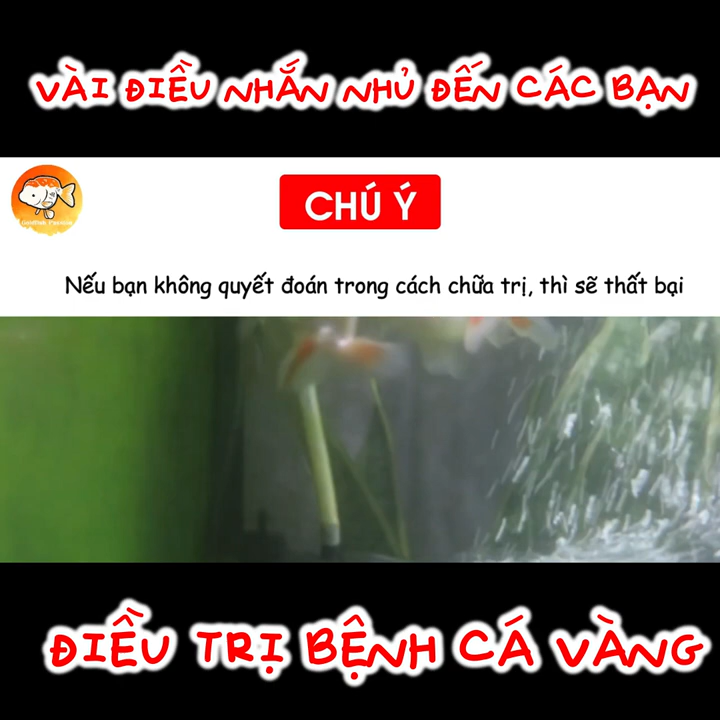 VÀI ĐIỀU NHẮN NHỦ ĐẾN CÁC BẠN
CHÚ Ý
Nếu bạn không quyết đoán trong cách chữa trị, thì sẽ thất bại
ĐIỀU TRỊ BỆNH CÁ VÀNG